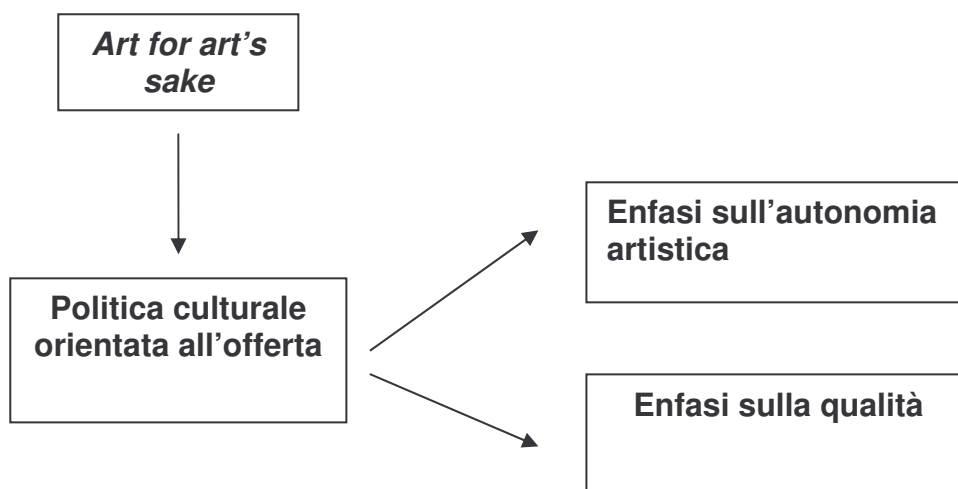 Art for art’s
sake
Enfasi sull’autonomia
artistica
Politica culturale
orientata all’offerta
Enfasi sulla qualità